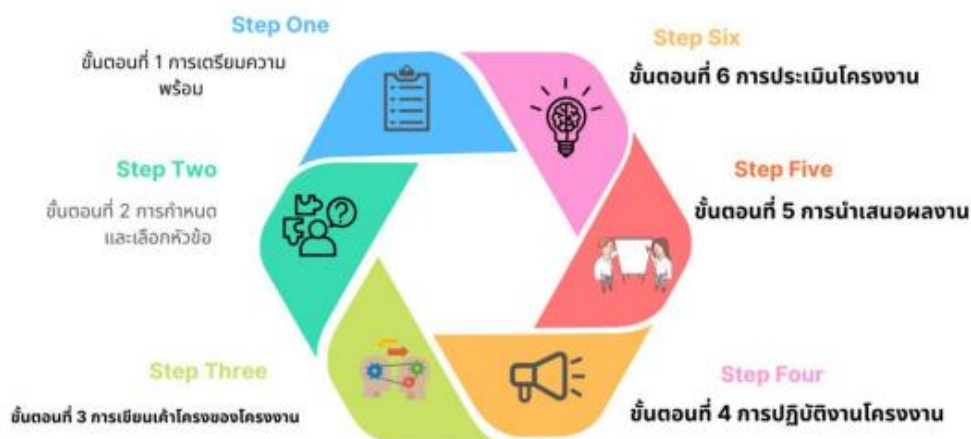 Step One
ขั้นตอนที่ 1 การเตรียมความ
พร้อม
Step Two
ขั้นตอนที่ 2 การกำหนด
และเลือกหัวข้อ
Step Three
ขั้นตอนที่ 3 การเขียนเค้าโครงของโครงงาน
Step Four
ขั้นตอนที่ 4 การปฏิบัติงานโครงงาน
Step Five
ขั้นตอนที่ 5 การนำเสนอผลงาน
Step Six
ขั้นตอนที่ 6 การประเมินโครงงาน